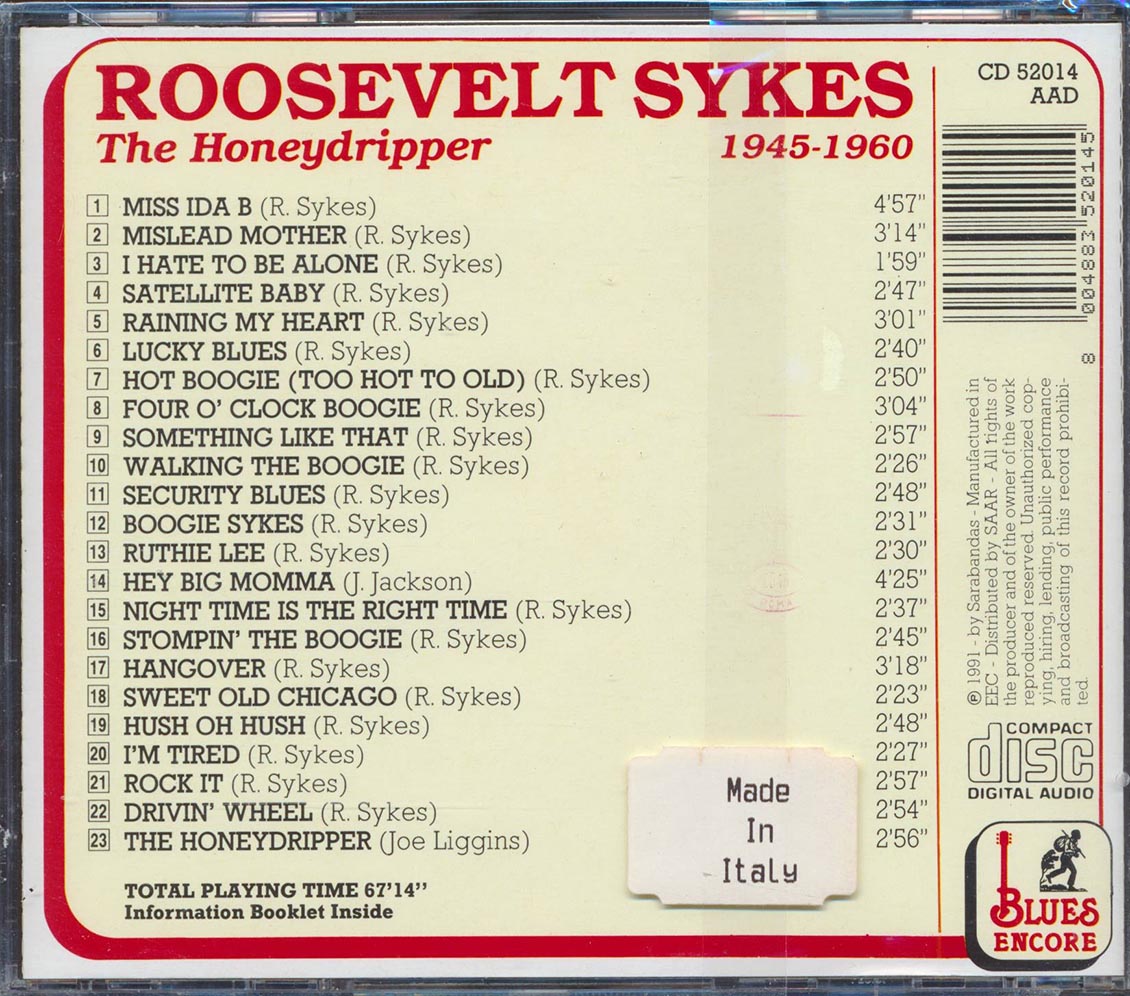 ROOSEVELT SYKES
The Honeydripper 1945-1960
1 MISS IDA B (R. Sykes) 4'57"
2 MISLEAD MOTHER (R. Sykes) 3'14"
3 I HATE TO BE ALONE (R. Sykes) 1'59"
4 SATELLITE BABY (R. Sykes) 2'47"
5 RAINING MY HEART (R. Sykes) 3'01"
6 LUCKY BLUES (R. Sykes) 2'40"
7 HOT BOOGIE (TOO HOT TO OLD) (R. Sykes) 2'50"
8 FOUR O' CLOCK BOOGIE (R. Sykes) 3'04"
9 SOMETHING LIKE THAT (R. Sykes) 2'57"
10 WALKING THE BOOGIE (R. Sykes) 2'26"
11 SECURITY BLUES (R. Sykes) 2'48"
12 BOOGIE SYKES (R. Sykes) 2'31"
13 RUTHIE LEE (R. Sykes) 2'30"
14 HEY BIG MOMMA (J. Jackson) 4'25"
15 NIGHT TIME IS THE RIGHT TIME (R. Sykes) 2'37"
16 STOMPIN' THE BOOGIE (R. Sykes) 2'45"
17 HANGOVER (R. Sykes) 3'18"
18 SWEET OLD CHICAGO (R. Sykes) 2'23"
19 HUSH OH HUSH (R. Sykes) 2'48"
20 I'M TIRED (R. Sykes) 2'27"
21 ROCK IT (R. Sykes) 2'57"
22 DRIVIN' WHEEL (R. Sykes) 2'54"
23 THE HONEYDRIPPER (Joe Liggins) 2'56"
TOTAL PLAYING TIME 67'14"
Information Booklet Inside
Made
In
Italy
CD 52014
AAD
8 004883 520145
℗ 1991 - by Sarabandas - Manufactured in
EEC - Distributed by SAAR - All rights of
the producer and of the owner of the work
reproduced reserved. Unauthorized cop-
ying, hiring, lending, public performance
and broadcasting of this record prohibi-
ted.
COMPACT
disc
DIGITAL AUDIO
BLUES
ENCORE